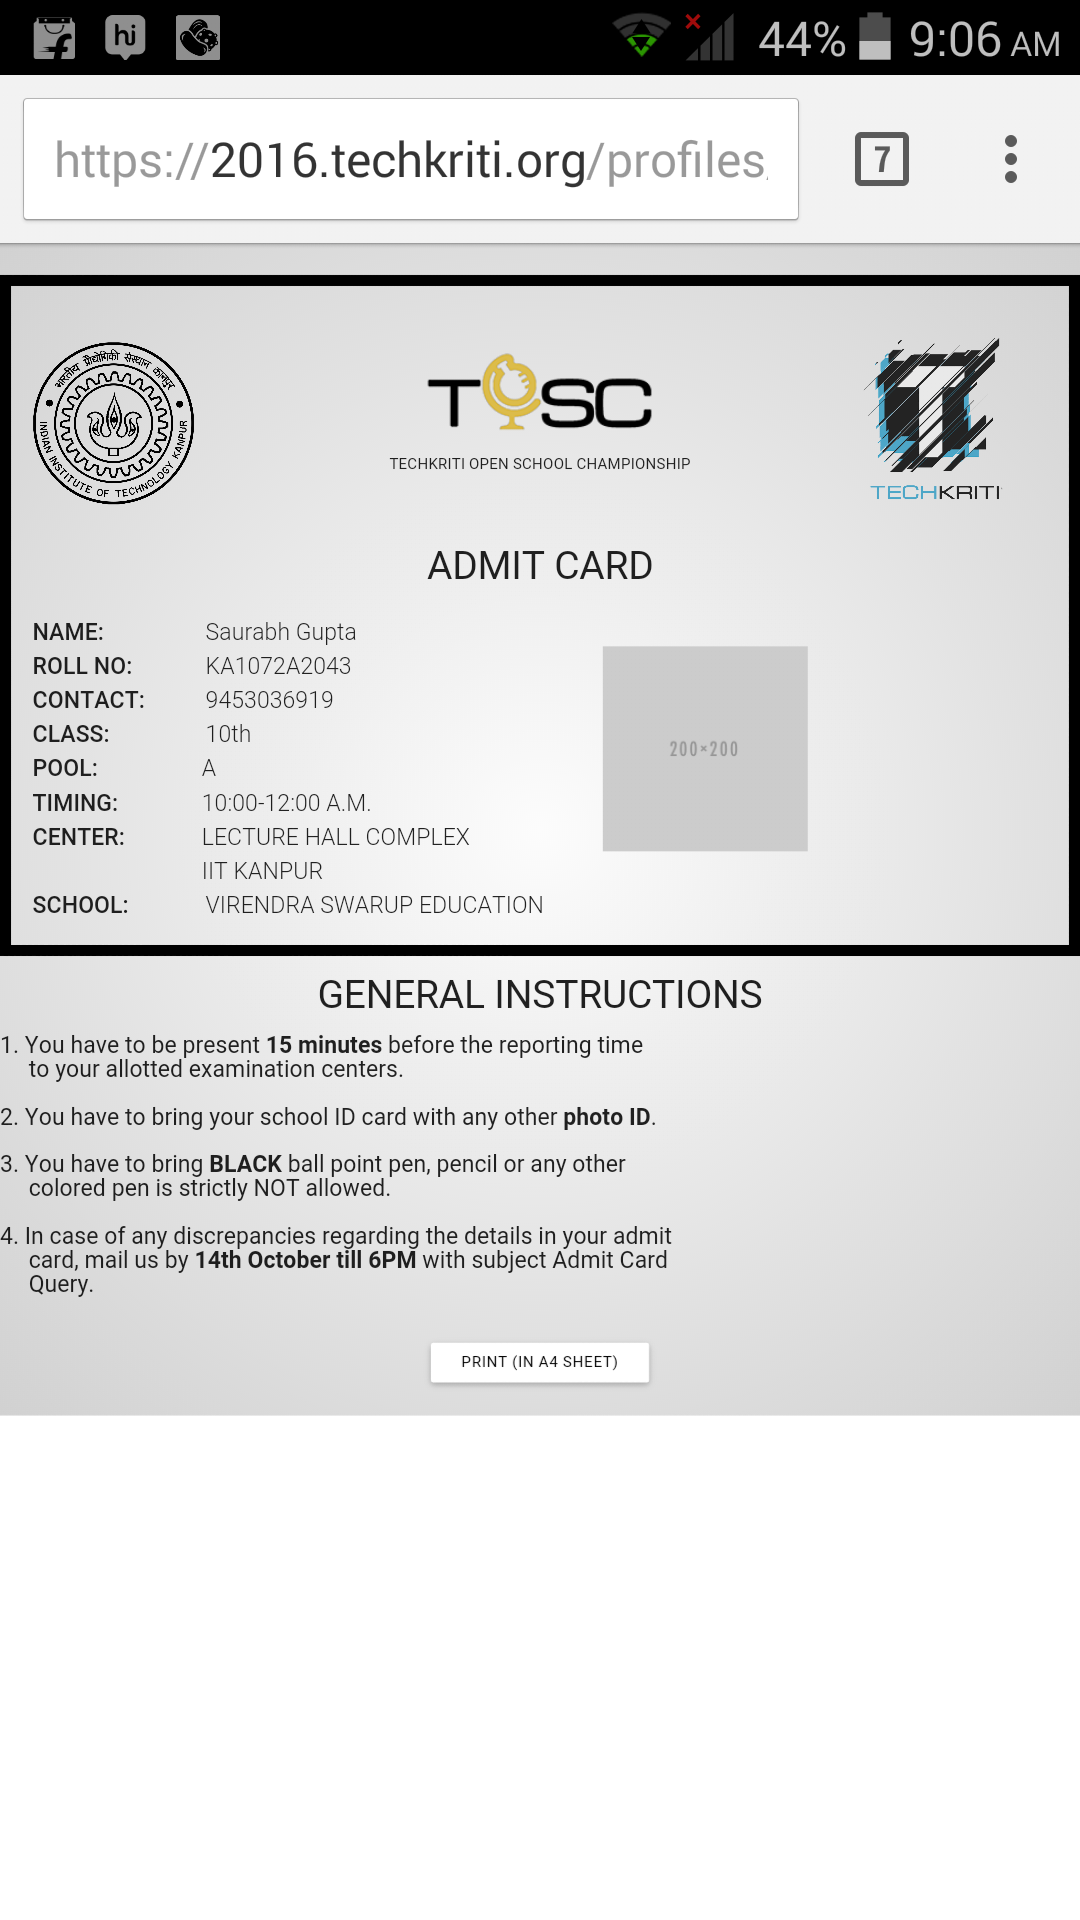 hi
44% 9:06 AM
https://2016.techkriti.org/profiles
7
भारतीय प्रौद्योगिकी संस्थान कानपुर
INDIAN INSTITUTE OF TECHNOLOGY KANPUR
TOSC
TECHKRITI OPEN SCHOOL CHAMPIONSHIP
TECHKRITI
ADMIT CARD
NAME: Saurabh Gupta
ROLL NO: KA1072A2043
CONTACT: 9453036919
CLASS: 10th
POOL: A
TIMING: 10:00-12:00 A.M.
CENTER: LECTURE HALL COMPLEX
IIT KANPUR
SCHOOL: VIRENDRA SWARUP EDUCATION
200×200
GENERAL INSTRUCTIONS
1. You have to be present 15 minutes before the reporting time
to your allotted examination centers.
2. You have to bring your school ID card with any other photo ID.
3. You have to bring BLACK ball point pen, pencil or any other
colored pen is strictly NOT allowed.
4. In case of any discrepancies regarding the details in your admit
card, mail us by 14th October till 6PM with subject Admit Card
Query.
PRINT (IN A4 SHEET)